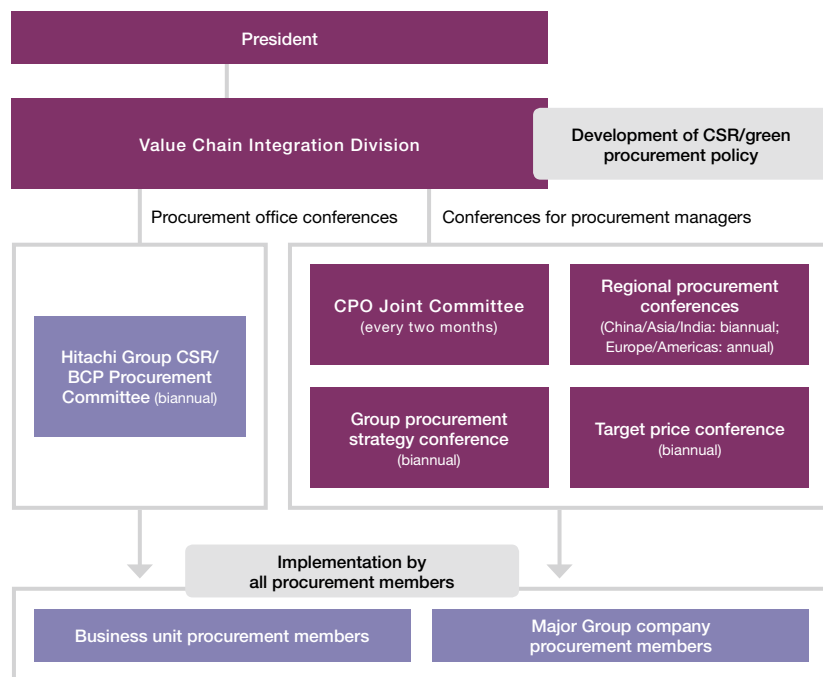 President
Value Chain Integration Division
Development of CSR/green
procurement policy
Procurement office conferences
Conferences for procurement managers
Hitachi Group CSR/
BCP Procurement
Committee (biannual)
CPO Joint Committee
(every two months)
Regional procurement
conferences
(China/Asia/India: biannual;
Europe/Americas: annual)
Group procurement
strategy conference
(biannual)
Target price conference
(biannual)
Implementation by
all procurement members
Business unit procurement members
Major Group company
procurement members